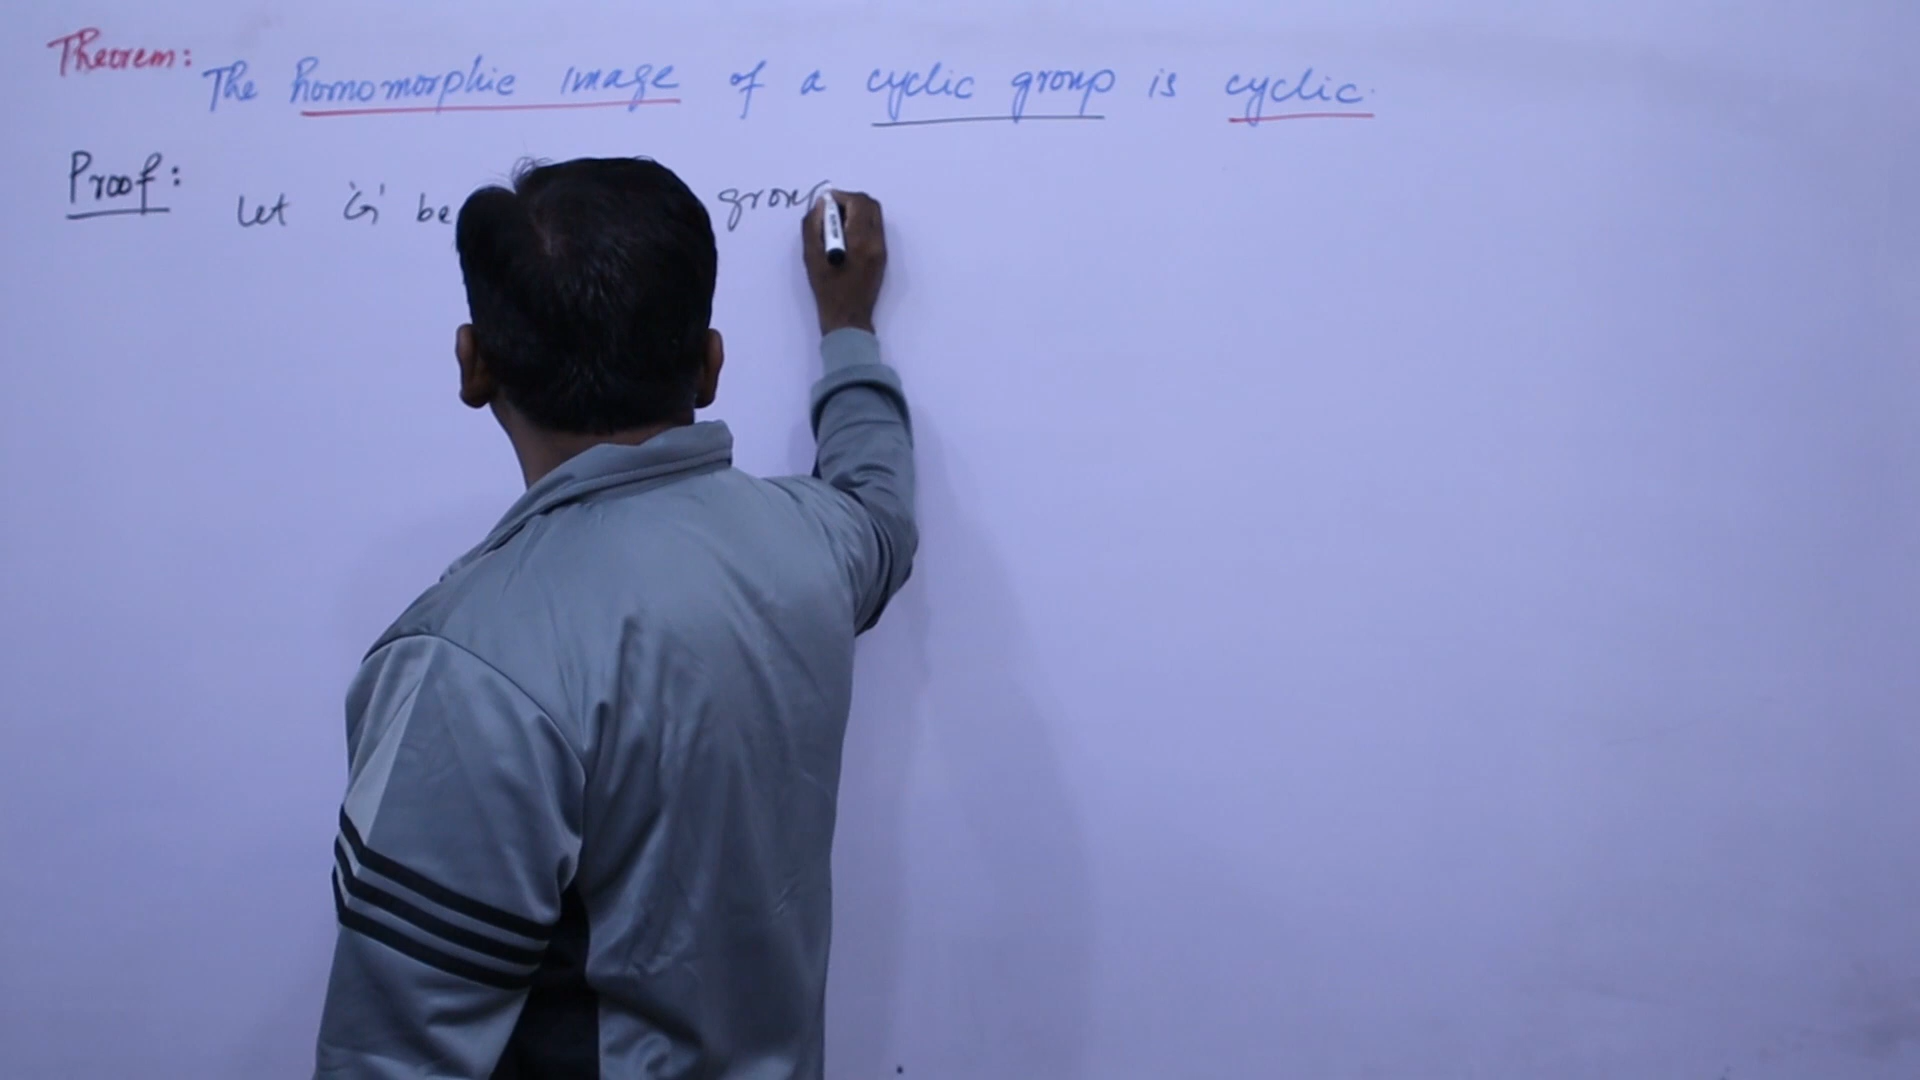 Theorem:
The homomorphic image of a cyclic group is cyclic.
Proof:
Let 'G' be group